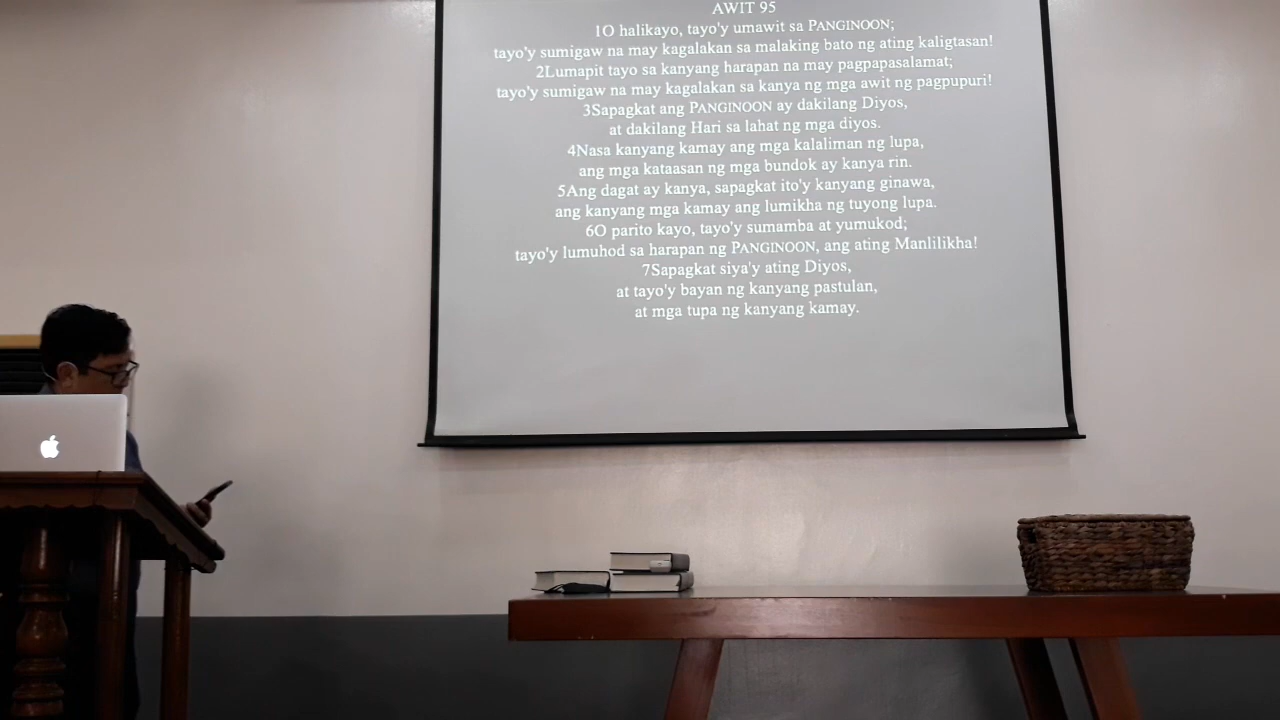 AWIT 95
1O halikayo, tayo'y umawit sa PANGINOON;
tayo'y sumigaw na may kagalakan sa malaking bato ng ating kaligtasan!
2Lumapit tayo sa kanyang harapan na may pagpapasalamat;
tayo'y sumigaw na may kagalakan sa kanya ng mga awit ng pagpupuri!
3Sapagkat ang PANGINOON ay dakilang Diyos,
at dakilang Hari sa lahat ng mga diyos.
4Nasa kanyang kamay ang mga kalaliman ng lupa,
ang mga kataasan ng mga bundok ay kanya rin.
5Ang dagat ay kanya, sapagkat ito'y kanyang ginawa,
ang kanyang mga kamay ang lumikha ng tuyong lupa.
6O parito kayo, tayo'y sumamba at yumukod;
tayo'y lumuhod sa harapan ng PANGINOON, ang ating Manlilikha!
7Sapagkat siya'y ating Diyos,
at tayo'y bayan ng kanyang pastulan,
at mga tupa ng kanyang kamay.